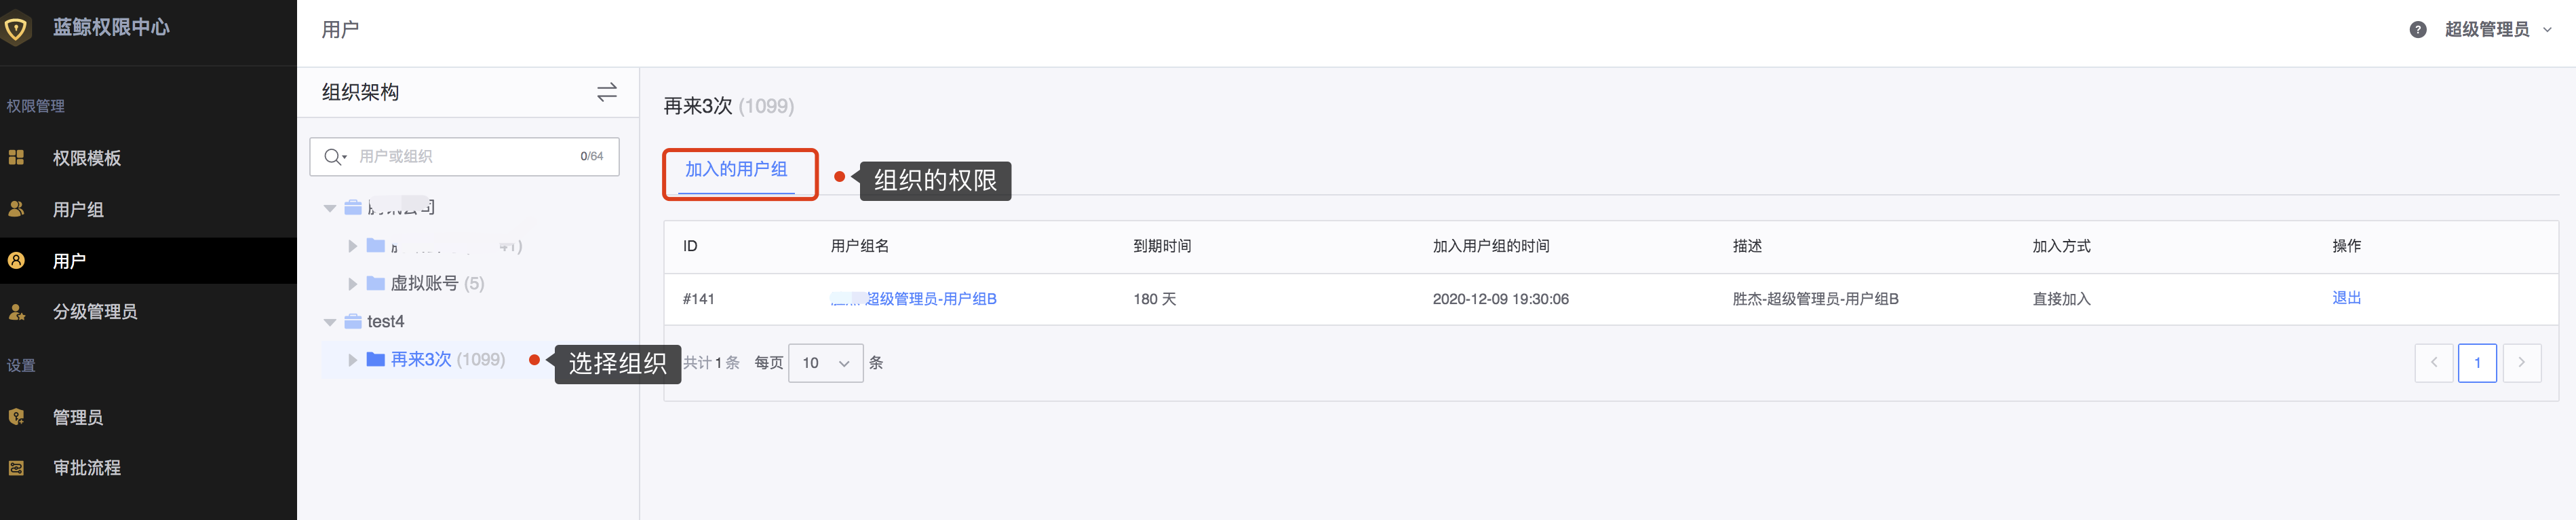 蓝鲸权限中心
权限管理
权限模板
用户组
用户
分级管理员
设置
管理员
审批流程
用户
超级管理员
组织架构
用户或组织
0/64
虚拟账号 (5)
test4
再来3次 (1099)
选择组织
再来3次 (1099)
加入的用户组
组织的权限
ID 用户组名 到期时间 加入用户组的时间 描述 加入方式 操作
#141 超级管理员-用户组B 180 天 2020-12-09 19:30:06 胜杰-超级管理员-用户组B 直接加入 退出
共计 1 条 每页 10 条
1